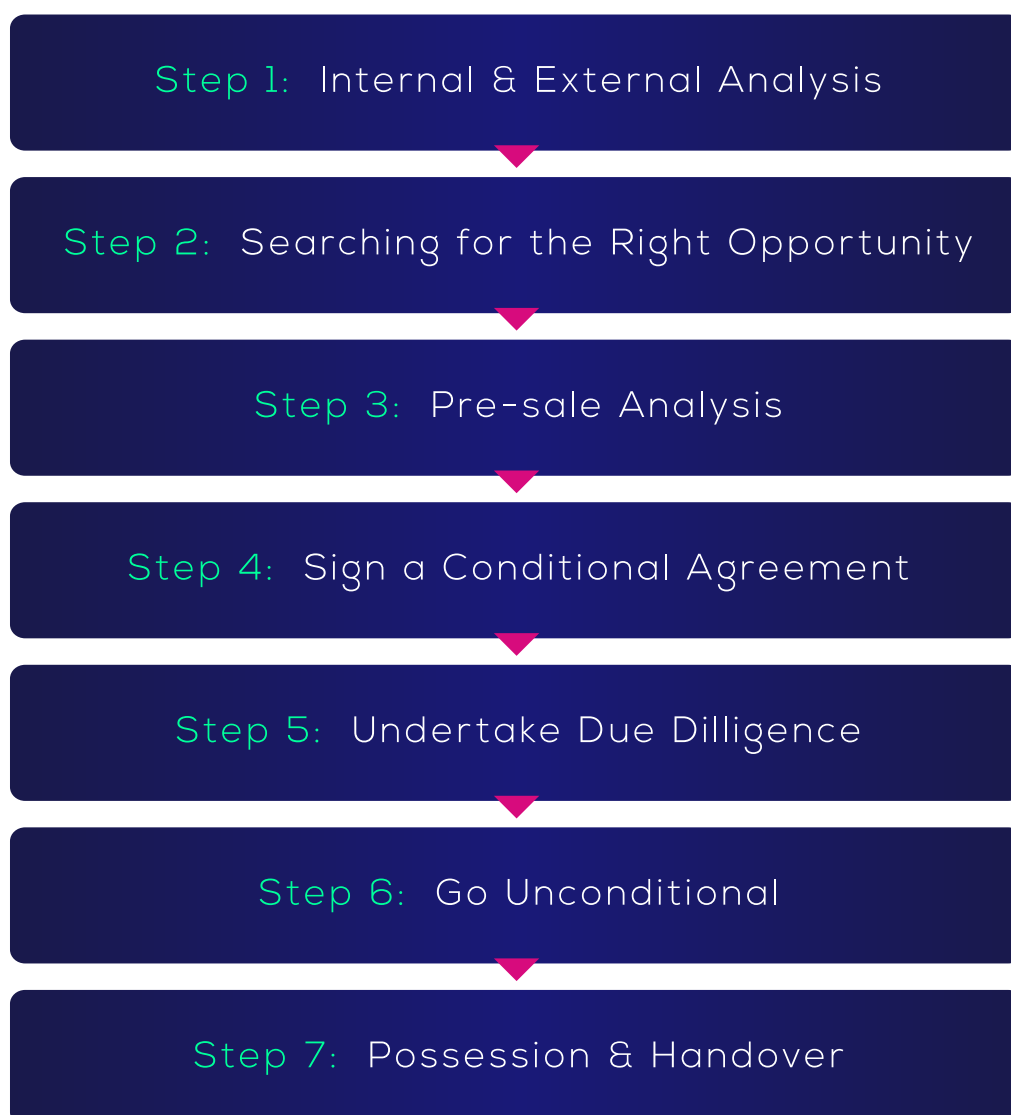 Step 1: Internal & External Analysis
Step 2: Searching for the Right Opportunity
Step 3: Pre-sale Analysis
Step 4: Sign a Conditional Agreement
Step 5: Undertake Due Dilligence
Step 6: Go Unconditional
Step 7: Possession & Handover